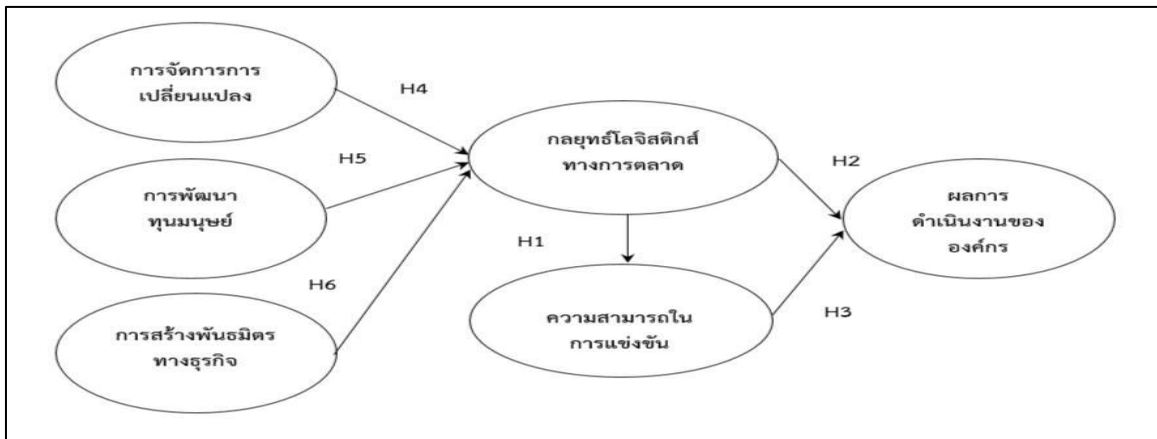 การจัดการการ
เปลี่ยนแปลง
H4
H5
การพัฒนา
ทุนมนุษย์
H6
การสร้างพันธมิตร
ทางธุรกิจ
กลยุทธ์โลจิสติกส์
ทางการตลาด
H1
ความสามารถใน
การแข่งขัน
H2
H3
ผลการ
ดำเนินงานของ
องค์กร